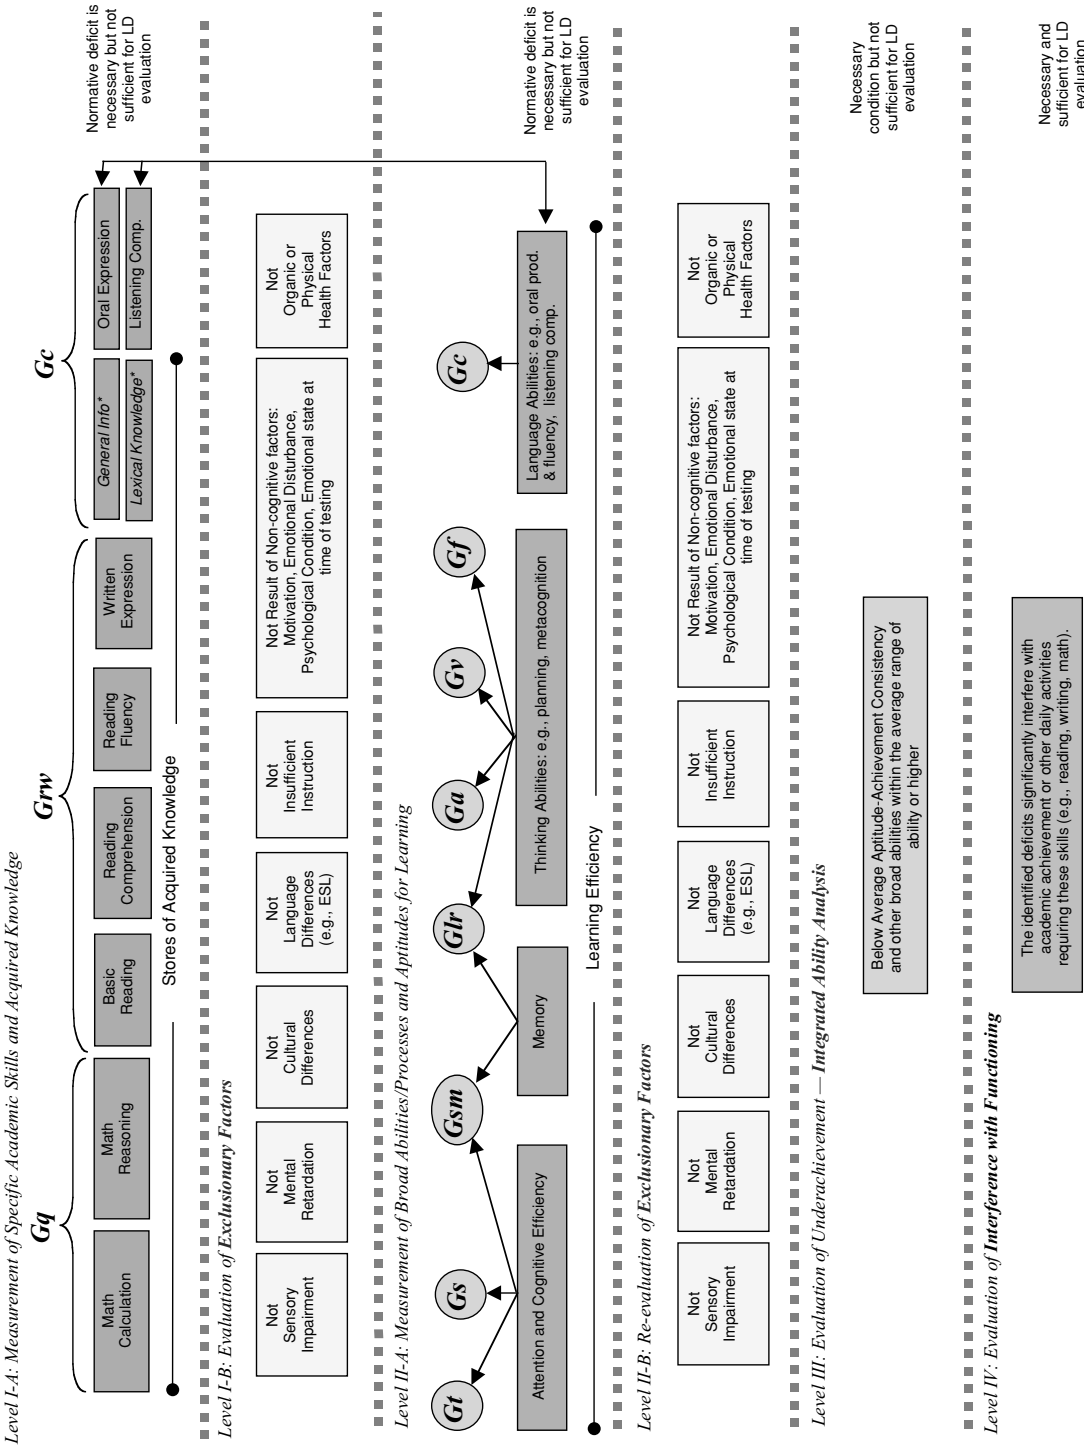 Level I-A: Measurement of Specific Academic Skills and Acquired Knowledge
Gq
Grw
Gc
Math
Calculation
Math
Reasoning
Basic
Reading
Reading
Comprehension
Reading
Fluency
Written
Expression
General Info*
Lexical Knowledge*
Oral Expression
Listening Comp.
Normative deficit is
necessary but not
sufficient for LD
evaluation
Stores of Acquired Knowledge
Level I-B: Evaluation of Exclusionary Factors
Not
Sensory
Impairment
Not
Mental
Retardation
Not
Cultural
Differences
Not
Language
Differences
(e.g., ESL)
Not
Insufficient
Instruction
Not Result of Non-cognitive factors:
Motivation, Emotional Disturbance,
Psychological Condition, Emotional state at
time of testing
Not
Organic or
Physical
Health Factors
Level II-A: Measurement of Broad Abilities/Processes and Aptitudes for Learning
Gt
Gs
Gsm
Glr
Ga
Gv
Gf
Gc
Attention and Cognitive Efficiency
Memory
Thinking Abilities: e.g., planning, metacognition
Language Abilities: e.g., oral prod.
& fluency, listening comp.
Normative deficit is
necessary but not
sufficient for LD
evaluation
Learning Efficiency
Level II-B: Re-evaluation of Exclusionary Factors
Not
Sensory
Impairment
Not
Mental
Retardation
Not
Cultural
Differences
Not
Language
Differences
(e.g., ESL)
Not
Insufficient
Instruction
Not Result of Non-cognitive factors:
Motivation, Emotional Disturbance,
Psychological Condition, Emotional state at
time of testing
Not
Organic or
Physical
Health Factors
Level III: Evaluation of Underachievement — Integrated Ability Analysis
Below Average Aptitude-Achievement Consistency
and other broad abilities within the average range of
ability or higher
Necessary
condition but not
sufficient for LD
evaluation
Level IV: Evaluation of Interference with Functioning
The identified deficits significantly interfere with
academic achievement or other daily activities
requiring these skills (e.g., reading, writing, math).
Necessary and
sufficient for LD
evaluation